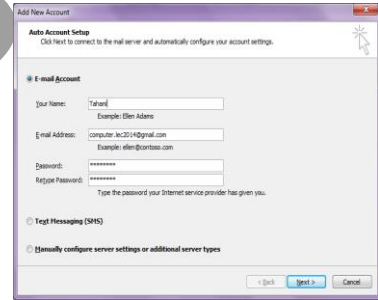 Add New Account
Auto Account Setup
Click Next to connect to the mail server and automatically configure your account settings.
E-mail Account
Your Name: Tahani
Example: Ellen Adams
E-mail Address: computer.lec2014@gmail.com
Example: ellen@contoso.com
Password: ********
Retype Password: ********
Type the password your Internet service provider has given you.
Text Messaging (SMS)
Manually configure server settings or additional server types
< Back Next > Cancel